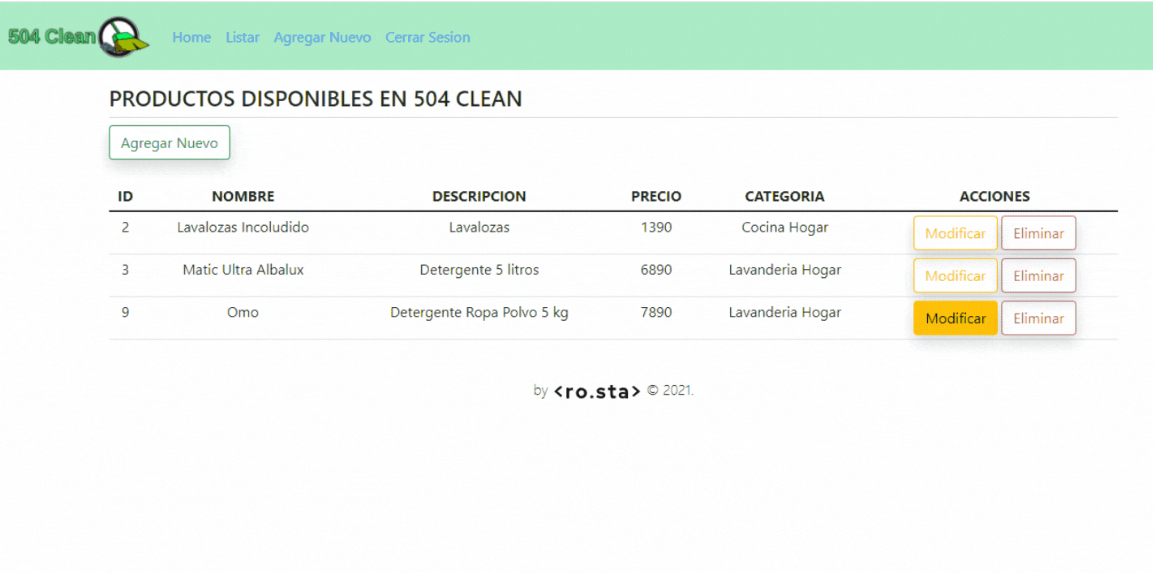 504 Clean Home Listar Agregar Nuevo Cerrar Sesion
PRODUCTOS DISPONIBLES EN 504 CLEAN
Agregar Nuevo
ID NOMBRE DESCRIPCION PRECIO CATEGORIA ACCIONES
2 Lavalozas Incoludido Lavalozas 1390 Cocina Hogar Modificar Eliminar
3 Matic Ultra Albalux Detergente 5 litros 6890 Lavanderia Hogar Modificar Eliminar
9 Omo Detergente Ropa Polvo 5 kg 7890 Lavanderia Hogar Modificar Eliminar
by <ro.sta> © 2021.